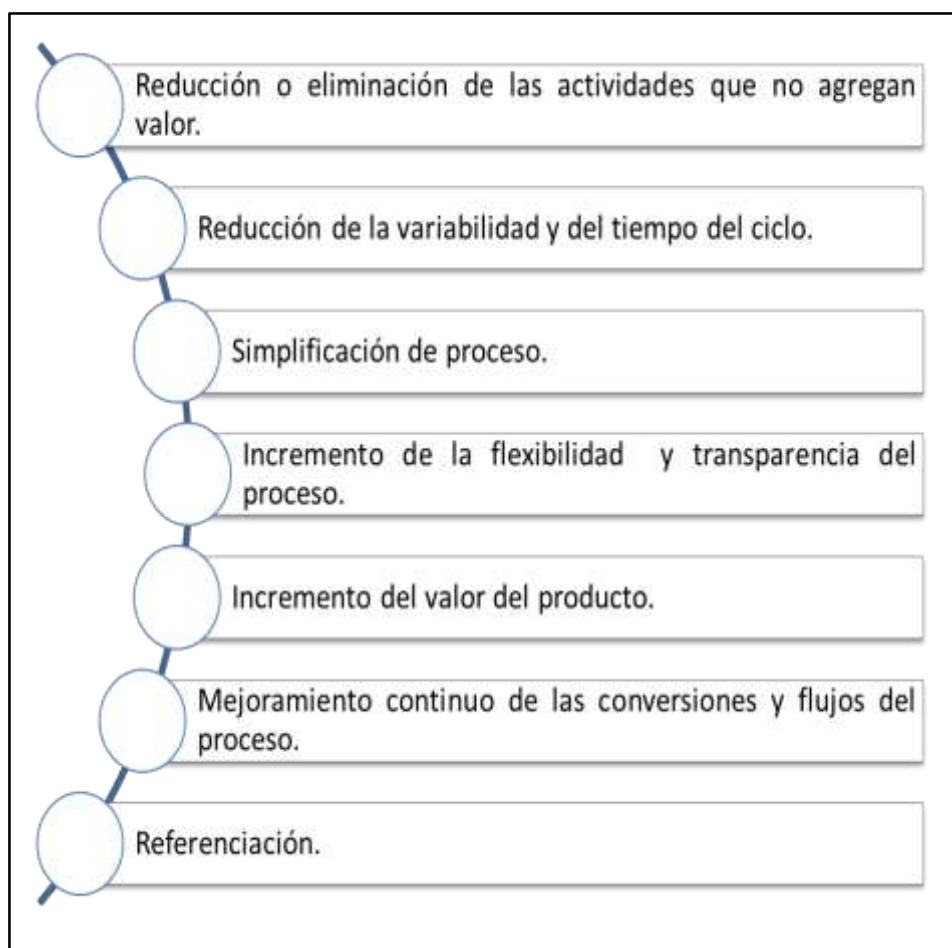 Reducción o eliminación de las actividades que no agregan
valor.
Reducción de la variabilidad y del tiempo del ciclo.
Simplificación de proceso.
Incremento de la flexibilidad y transparencia del
proceso.
Incremento del valor del producto.
Mejoramiento continuo de las conversiones y flujos del
proceso.
Referenciación.